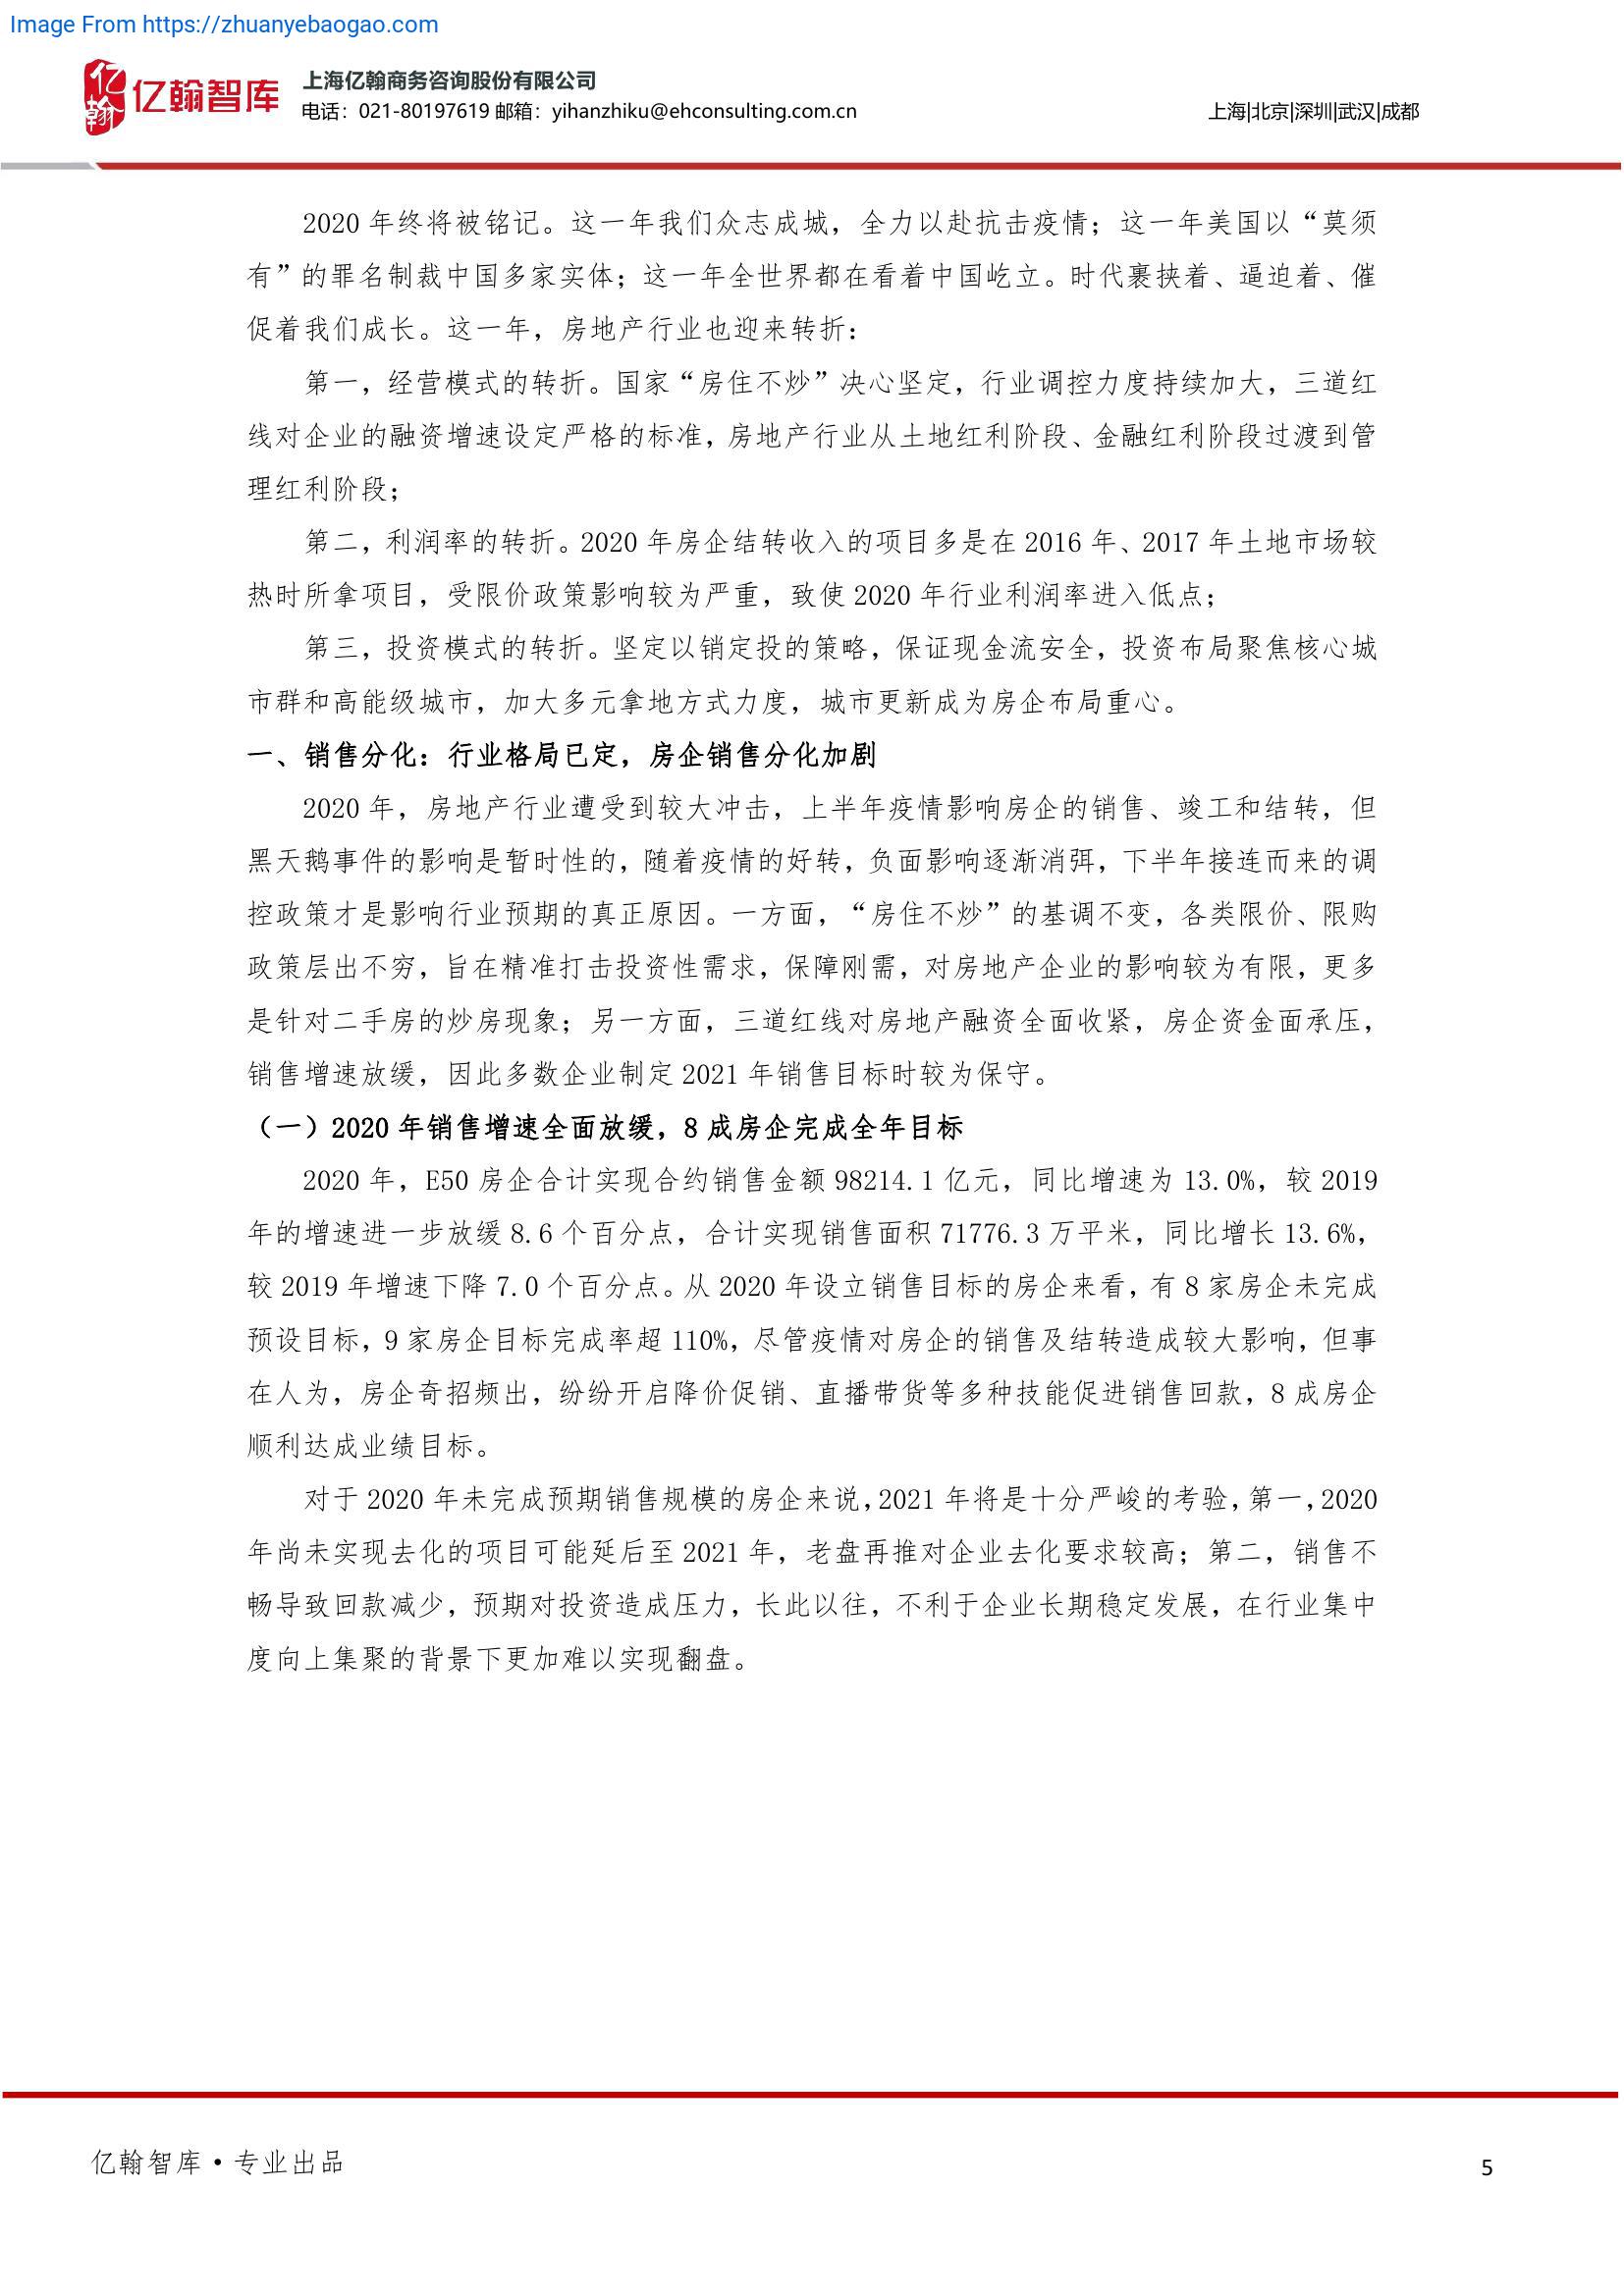 Image From https://zhuanyebaogao.com
亿翰
亿翰智库
上海亿翰商务咨询股份有限公司
电话：021-80197619 邮箱：yihanzhiku@ehconsulting.com.cn
上海|北京|深圳|武汉|成都
2020 年终将被铭记。这一年我们众志成城，全力以赴抗击疫情；这一年美国以“莫须
有”的罪名制裁中国多家实体；这一年全世界都在看着中国屹立。时代裹挟着、逼迫着、催
促着我们成长。这一年，房地产行业也迎来转折：
第一，经营模式的转折。国家“房住不炒”决心坚定，行业调控力度持续加大，三道红
线对企业的融资增速设定严格的标准，房地产行业从土地红利阶段、金融红利阶段过渡到管
理红利阶段；
第二，利润率的转折。2020 年房企结转收入的项目多是在 2016 年、2017 年土地市场较
热时所拿项目，受限价政策影响较为严重，致使 2020 年行业利润率进入低点；
第三，投资模式的转折。坚定以销定投的策略，保证现金流安全，投资布局聚焦核心城
市群和高能级城市，加大多元拿地方式力度，城市更新成为房企布局重心。
一、销售分化：行业格局已定，房企销售分化加剧
2020 年，房地产行业遭受到较大冲击，上半年疫情影响房企的销售、竣工和结转，但
黑天鹅事件的影响是暂时性的，随着疫情的好转，负面影响逐渐消弭，下半年接连而来的调
控政策才是影响行业预期的真正原因。一方面，“房住不炒”的基调不变，各类限价、限购
政策层出不穷，旨在精准打击投资性需求，保障刚需，对房地产企业的影响较为有限，更多
是针对二手房的炒房现象；另一方面，三道红线对房地产融资全面收紧，房企资金面承压，
销售增速放缓，因此多数企业制定 2021 年销售目标时较为保守。
（一）2020 年销售增速全面放缓，8 成房企完成全年目标
2020 年，E50 房企合计实现合约销售金额 98214.1 亿元，同比增速为 13.0%，较 2019
年的增速进一步放缓 8.6 个百分点，合计实现销售面积 71776.3 万平米，同比增长 13.6%，
较 2019 年增速下降 7.0 个百分点。从 2020 年设立销售目标的房企来看，有 8 家房企未完成
预设目标，9 家房企目标完成率超 110%，尽管疫情对房企的销售及结转造成较大影响，但事
在人为，房企奇招频出，纷纷开启降价促销、直播带货等多种技能促进销售回款，8 成房企
顺利达成业绩目标。
对于 2020 年未完成预期销售规模的房企来说，2021 年将是十分严峻的考验，第一，2020
年尚未实现去化的项目可能延后至 2021 年，老盘再推对企业去化要求较高；第二，销售不
畅导致回款减少，预期对投资造成压力，长此以往，不利于企业长期稳定发展，在行业集中
度向上集聚的背景下更加难以实现翻盘。
亿翰智库·专业出品
5